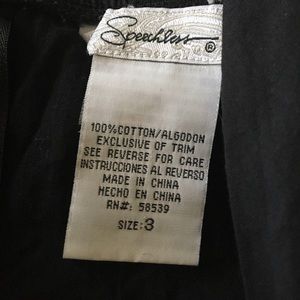 Speechless ®
100% COTTON/ALGODON
EXCLUSIVE OF TRIM
SEE REVERSE FOR CARE
INSTRUCCIONES AL REVERSO
MADE IN CHINA
HECHO EN CHINA
RN#: 58539
SIZE: 3